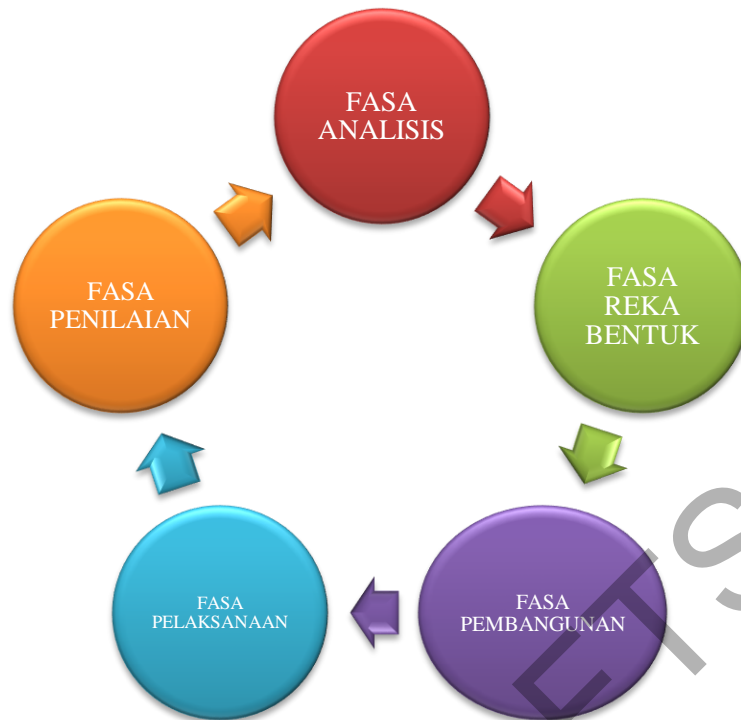 FASA
ANALISIS
FASA
REKA
BENTUK
FASA
PEMBANGUNAN
FASA
PELAKSANAAN
FASA
PENILAIAN